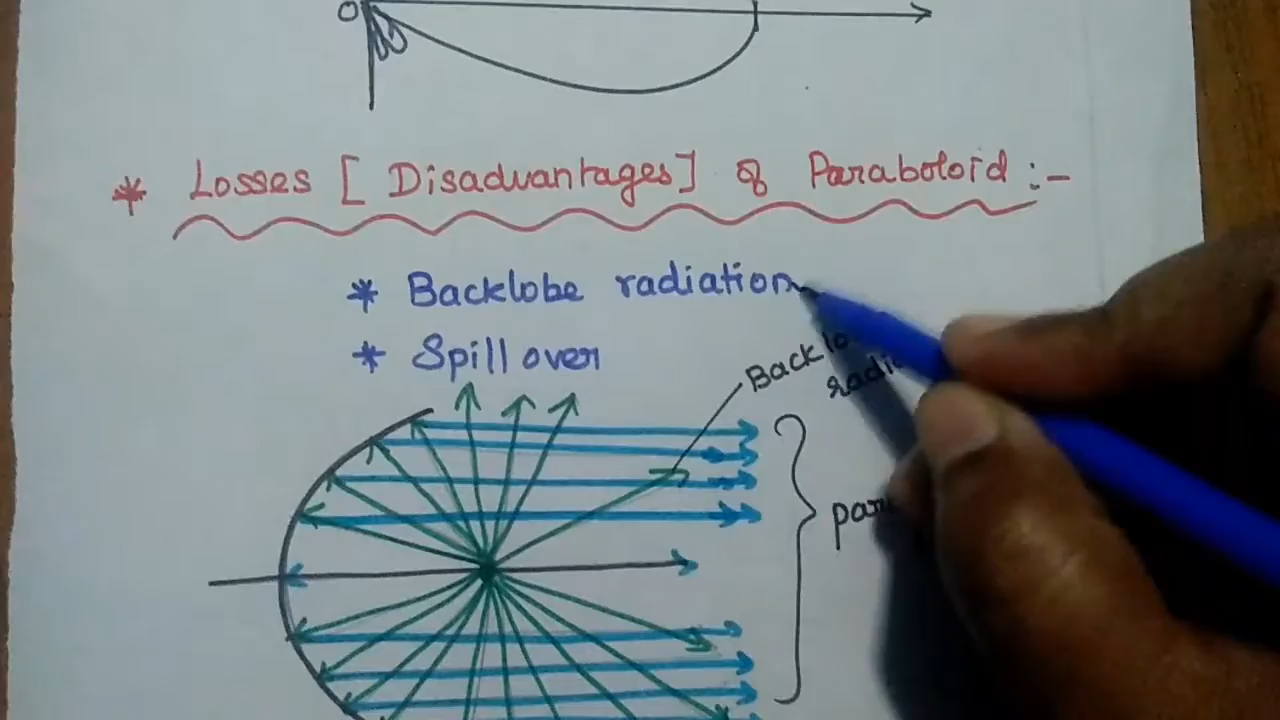 O
* Losses [ Disadvantages] of Paraboloid :-
* Backlobe radiation
* Spill over
Back